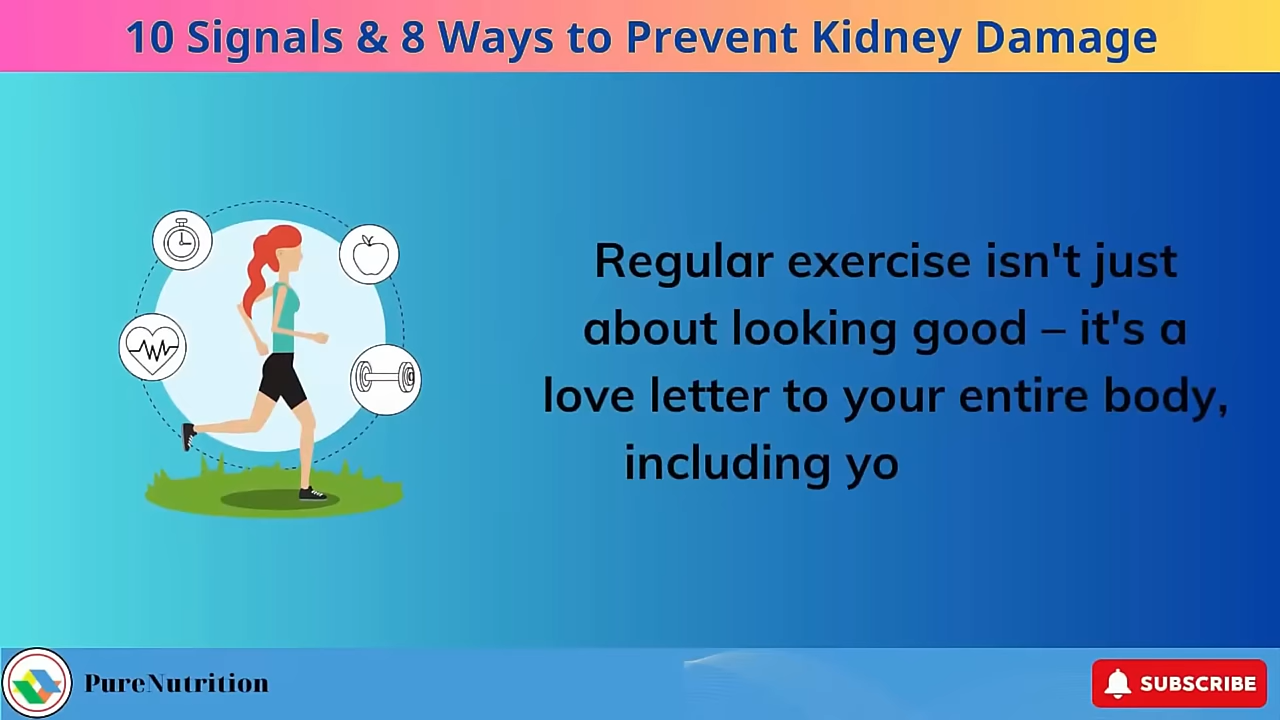 10 Signals & 8 Ways to Prevent Kidney Damage
Regular exercise isn't just
about looking good – it's a
love letter to your entire body,
including yo
PureNutrition
SUBSCRIBE